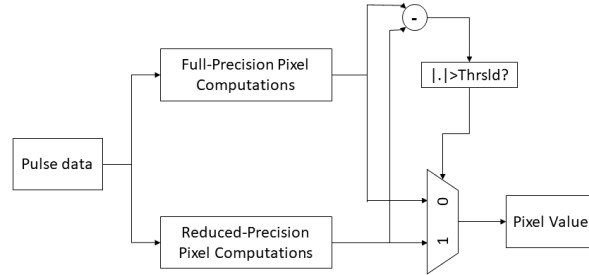 Full-Precision Pixel
Computations
-
|.|>Thrsld?
Pulse data
0
1
Reduced-Precision
Pixel Computations
Pixel Value